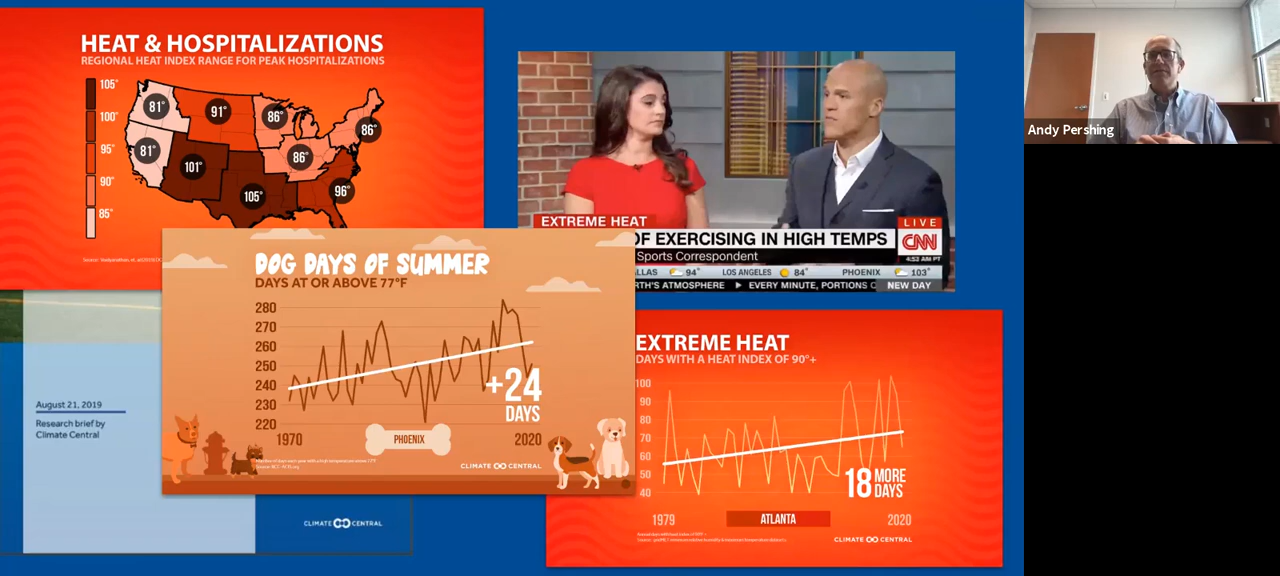 HEAT & HOSPITALIZATIONS
REGIONAL HEAT INDEX RANGE FOR PEAK HOSPITALIZATIONS
105°
100°
95°
90°
85°
81°
91°
86°
86°
81°
101°
86°
105°
96°
EXTREME HEAT
OF EXERCISING IN HIGH TEMPS
Sports Correspondent
LIVE
CNN
4:52 AM PT
LLAS 94° LOS ANGELES 84° PHOENIX 103°
RTH'S ATMOSPHERE ▶ EVERY MINUTE, PORTIONS NEW DAY
Andy Pershing
DOG DAYS OF SUMMER
DAYS AT OR ABOVE 77°F
280
270
260
250
240
230
220
+24
DAYS
1970
PHOENIX
2020
CLIMATE CENTRAL
EXTREME HEAT
DAYS WITH A HEAT INDEX OF 90°+
100
90
80
70
60
50
40
18 MORE
DAYS
1979
ATLANTA
2020
CLIMATE CENTRAL
August 21, 2019
Research brief by
Climate Central
CLIMATE CENTRAL